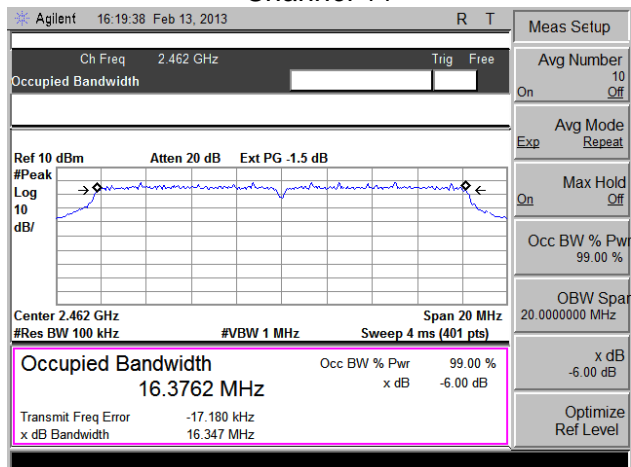 Agilent 16:19:38 Feb 13, 2013 R T
Ch Freq 2.462 GHz Trig Free
Occupied Bandwidth
Ref 10 dBm Atten 20 dB Ext PG -1.5 dB
#Peak
Log
10
dB/
Center 2.462 GHz Span 20 MHz
#Res BW 100 kHz #VBW 1 MHz Sweep 4 ms (401 pts)
Occupied Bandwidth Occ BW % Pwr 99.00 %
16.3762 MHz x dB -6.00 dB
Transmit Freq Error -17.180 kHz
x dB Bandwidth 16.347 MHz
Meas Setup
Avg Number
10
On Off
Avg Mode
Exp Repeat
Max Hold
On Off
Occ BW % Pwr
99.00 %
OBW Span
20.0000000 MHz
x dB
-6.00 dB
Optimize
Ref Level